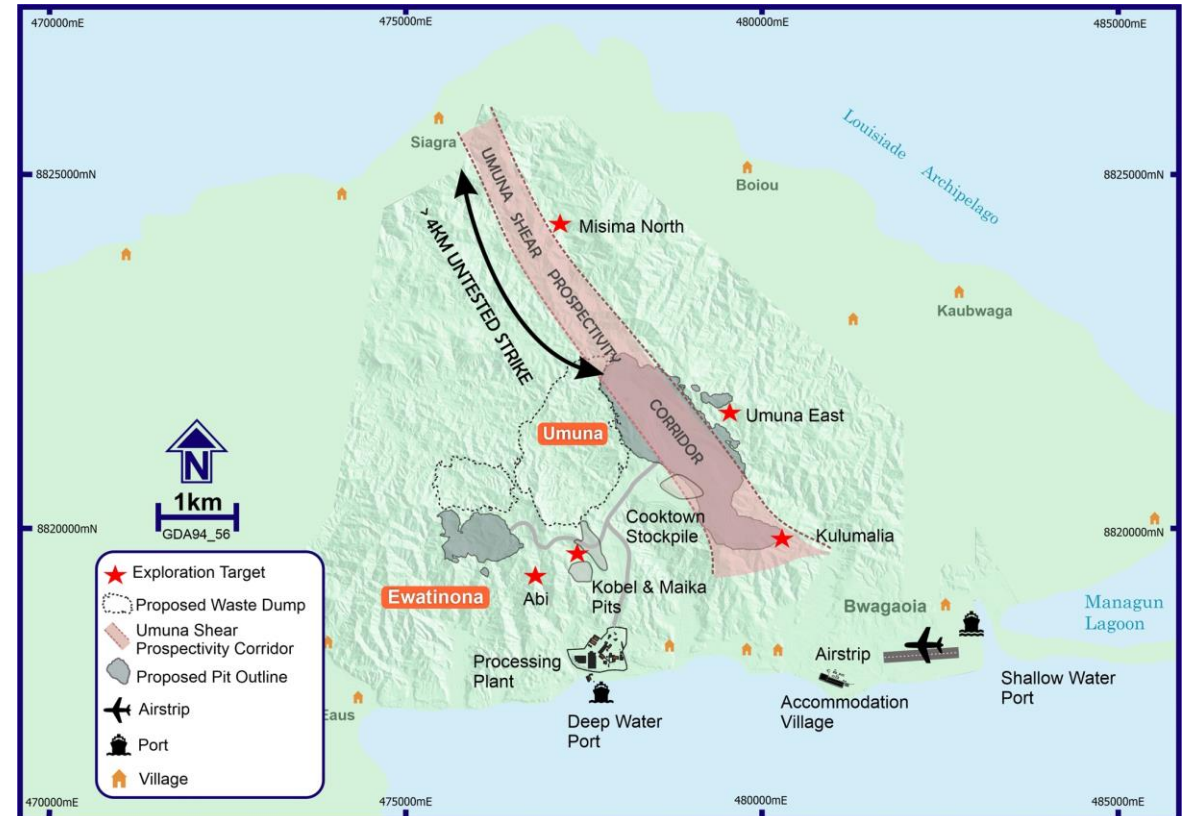 470000mE
475000mE
480000mE
485000mE
Siagra
8825000mN
8825000mN
Louisiade Archipelago
Boiou
UMUNA SHEAR PROSPECTIVITY CORRIDOR
Misima North
> 4KM UNTESTED STRIKE
Kaubwaga
Umuna East
Umuna
N
1km
GDA94_56
8820000mN
8820000mN
Cooktown
Stockpile
Kulumalia
Kobel & Maika
Pits
Abi
Ewatinona
Bwagaoia
Managun
Lagoon
Processing
Plant
Airstrip
Shallow Water
Port
Deep Water
Port
Accommodation
Village
Eaus
Exploration Target
Proposed Waste Dump
Umuna Shear
Prospectivity Corridor
Proposed Pit Outline
Airstrip
Port
Village
470000mE
475000mE
480000mE
485000mE